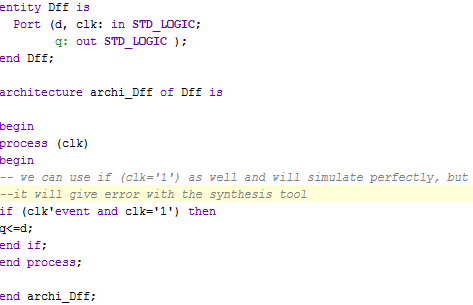 entity Dff is
Port (d, clk: in STD_LOGIC;
q: out STD_LOGIC );
end Dff;
architecture archi_Dff of Dff is
begin
process (clk)
begin
-- we can use if (clk='1') as well and will simulate perfectly, but
--it will give error with the synthesis tool
if (clk'event and clk='1') then
q<=d;
end if;
end process;
end archi_Dff;